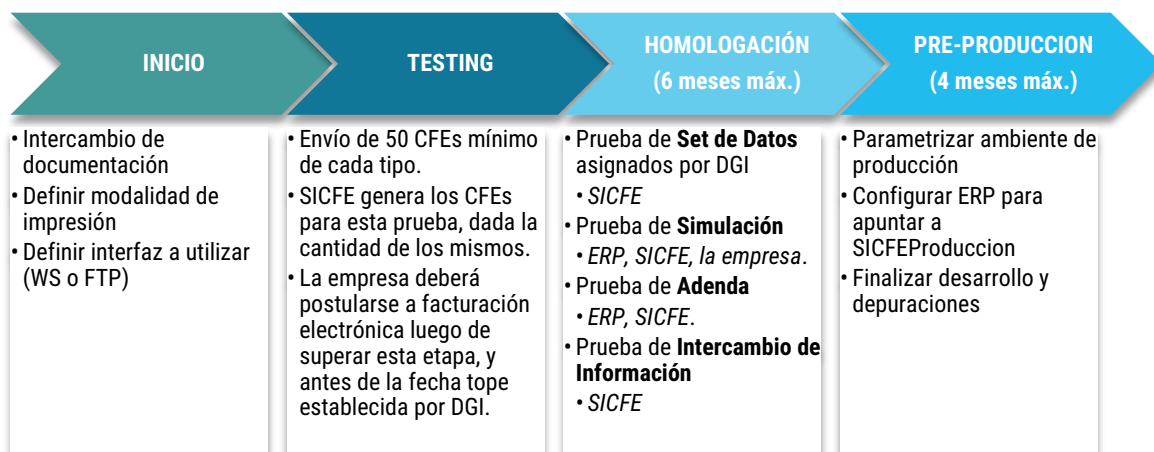 INICIO
• Intercambio de
documentación
• Definir modalidad de
impresión
• Definir interfaz a utilizar
(WS o FTP)
TESTING
• Envío de 50 CFEs mínimo
de cada tipo.
• SICFE genera los CFEs
para esta prueba, dada la
cantidad de los mismos.
• La empresa deberá
postularse a facturación
electrónica luego de
superar esta etapa, y
antes de la fecha tope
establecida por DGI.
HOMOLOGACIÓN
(6 meses máx.)
• Prueba de Set de Datos
asignados por DGI
• SICFE
• Prueba de Simulación
• ERP, SICFE, la empresa.
• Prueba de Adenda
• ERP, SICFE.
• Prueba de Intercambio de
Información
• SICFE
PRE-PRODUCCION
(4 meses máx.)
• Parametrizar ambiente de
producción
• Configurar ERP para
apuntar a
SICFEProduccion
• Finalizar desarrollo y
depuraciones